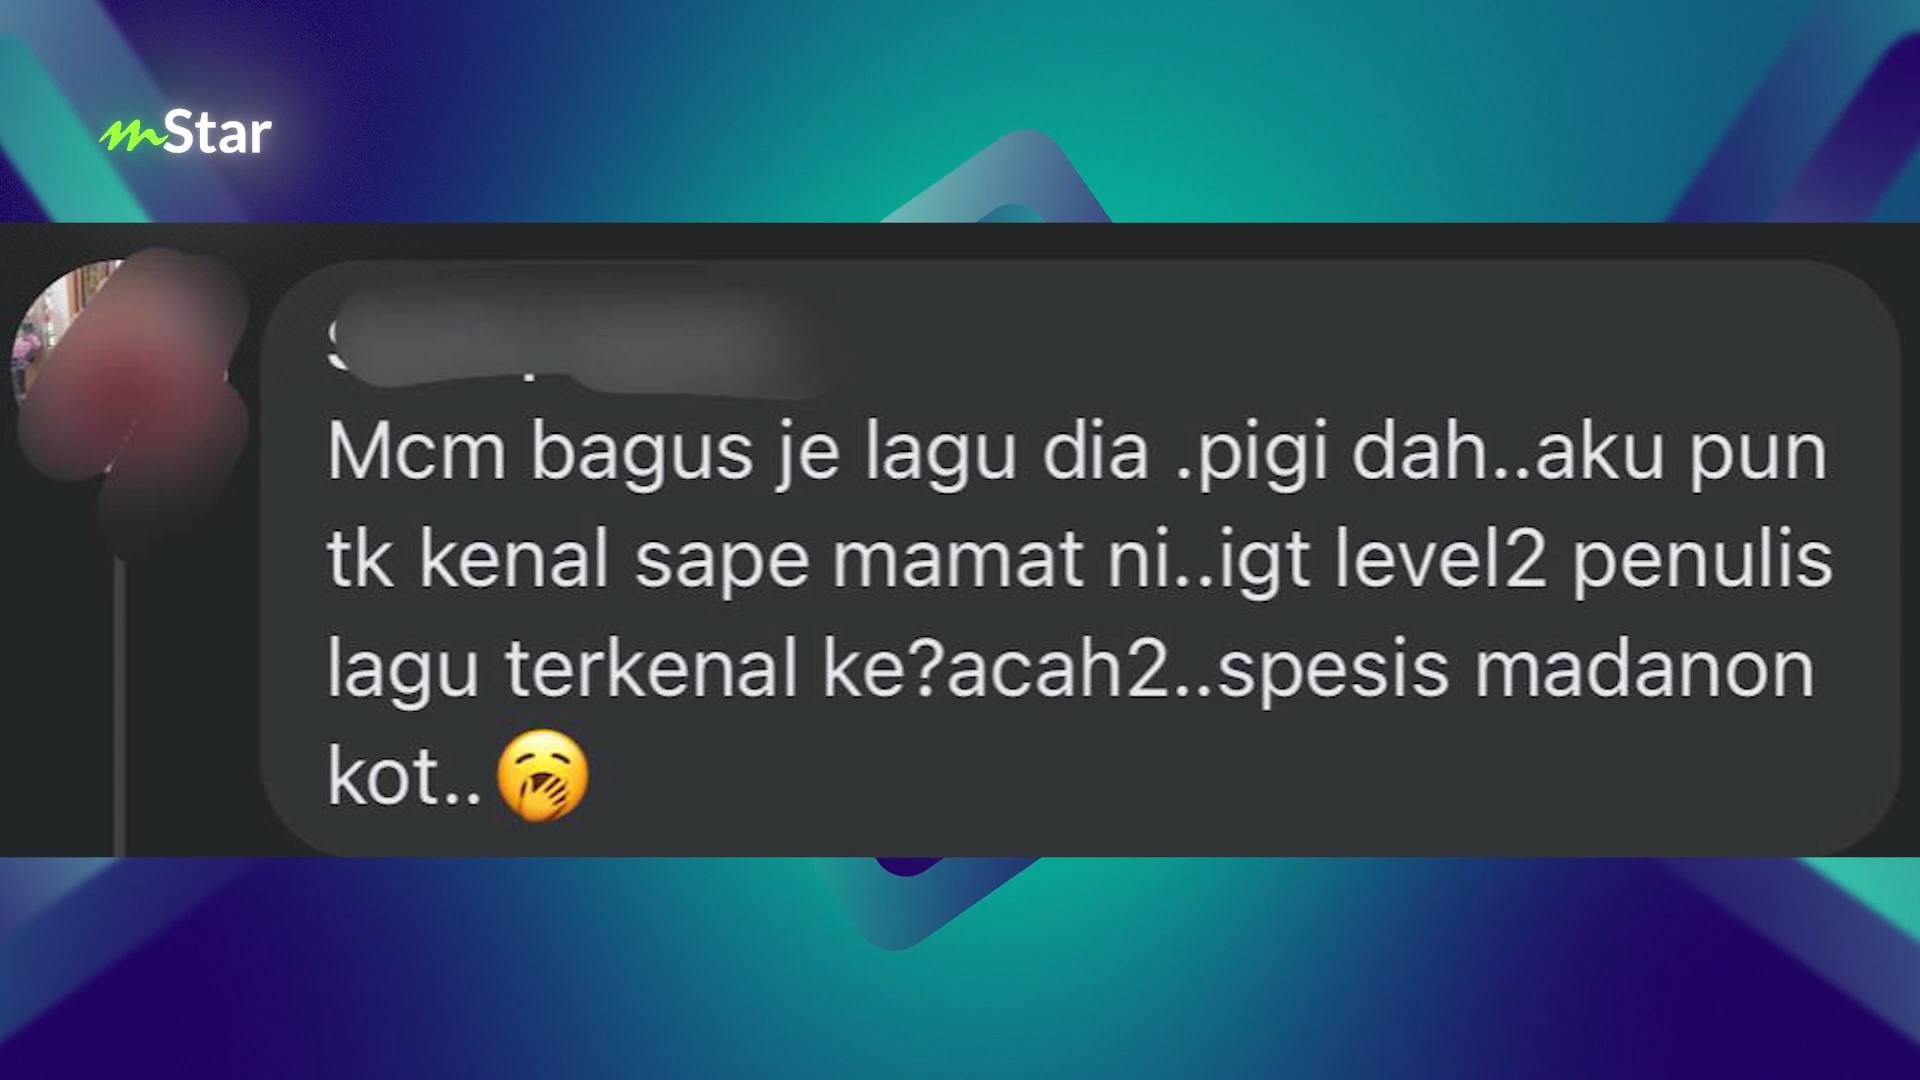 mStar
Mcm bagus je lagu dia .pigi dah..aku pun
tk kenal sape mamat ni..igt level2 penulis
lagu terkenal ke?acah2..spesis madanon
kot..🥱